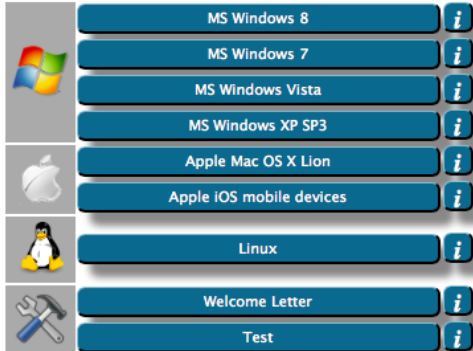 MS Windows 8 i
MS Windows 7 i
MS Windows Vista i
MS Windows XP SP3 i
Apple Mac OS X Lion i
Apple iOS mobile devices i
Linux i
Welcome Letter i
Test i